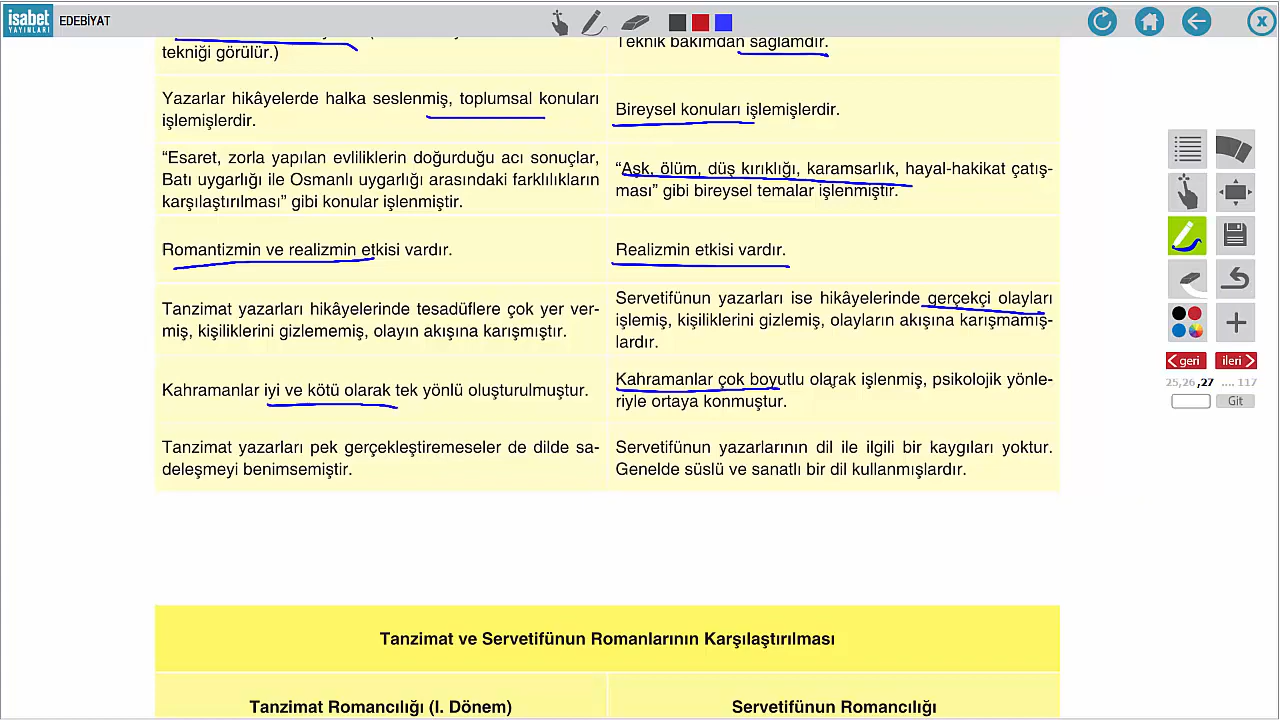 isabet
YAYINLARI
EDEBİYAT
tekniği görülür.)
Teknik bakımdan sağlamdır.
Yazarlar hikâyelerde halka seslenmiş, toplumsal konuları
işlemişlerdir.
Bireysel konuları işlemişlerdir.
“Esaret, zorla yapılan evliliklerin doğurduğu acı sonuçlar,
Batı uygarlığı ile Osmanlı uygarlığı arasındaki farklılıkların
karşılaştırılması” gibi konular işlenmiştir.
“Aşk, ölüm, düş kırıklığı, karamsarlık, hayal-hakikat çatış-
ması” gibi bireysel temalar işlenmiştir.
Romantizmin ve realizmin etkisi vardır.
Realizmin etkisi vardır.
Tanzimat yazarları hikâyelerinde tesadüflere çok yer ver-
miş, kişiliklerini gizlememiş, olayın akışına karışmıştır.
Servetifünun yazarları ise hikâyelerinde gerçekçi olayları
işlemiş, kişiliklerini gizlemiş, olayların akışına karışmamış-
lardır.
Kahramanlar iyi ve kötü olarak tek yönlü oluşturulmuştur.
Kahramanlar çok boyutlu olarak işlenmiş, psikolojik yönle-
riyle ortaya konmuştur.
Tanzimat yazarları pek gerçekleştiremeseler de dilde sa-
deleşmeyi benimsemiştir.
Servetifünun yazarlarının dil ile ilgili bir kaygıları yoktur.
Genelde süslü ve sanatlı bir dil kullanmışlardır.
Tanzimat ve Servetifünun Romanlarının Karşılaştırılması
Tanzimat Romancılığı (I. Dönem)
Servetifünun Romancılığı
geri
ileri
25,26,27 .... 117
Git